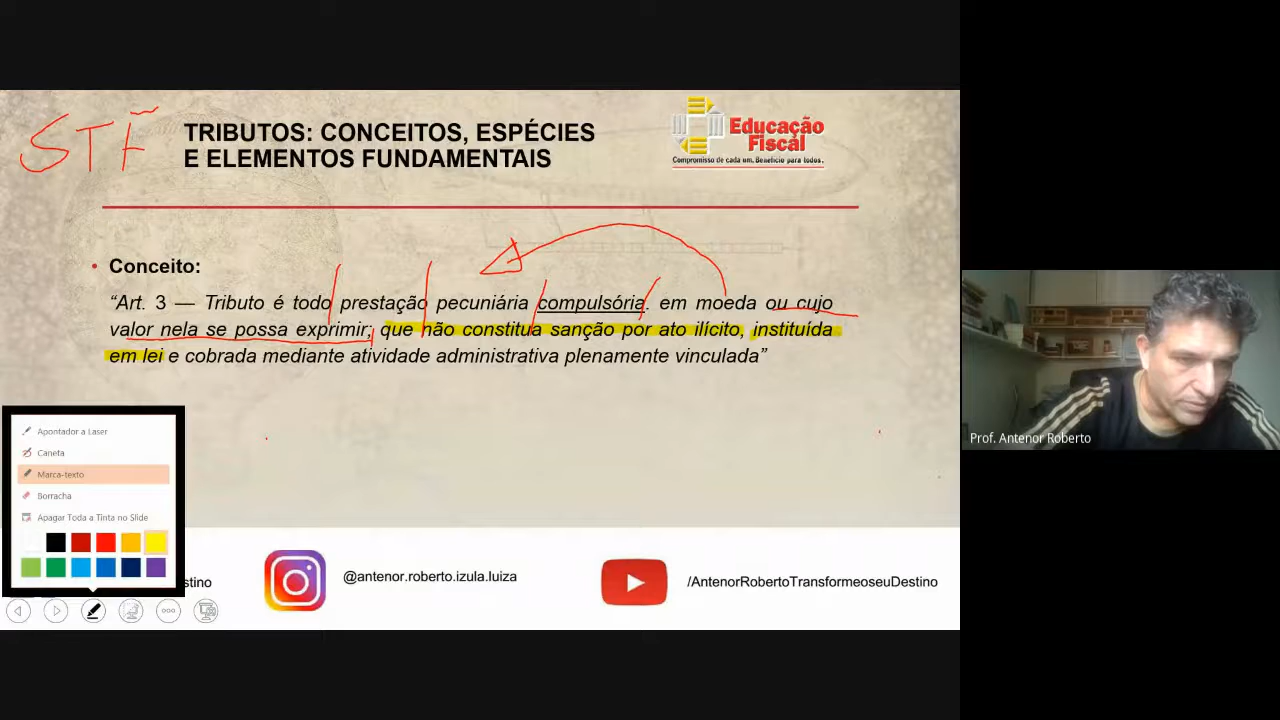 STF
TRIBUTOS: CONCEITOS, ESPÉCIES
E ELEMENTOS FUNDAMENTAIS
Educação
Fiscal
Compromisso de cada um. Benefício para todos.
• Conceito:
“Art. 3 — Tributo é todo prestação pecuniária compulsória. em moeda ou cujo
valor nela se possa exprimir; que não constitua sanção por ato ilícito, instituída
em lei e cobrada mediante atividade administrativa plenamente vinculada”
Prof. Antenor Roberto
Apontador a Laser
Caneta
Marca-texto
Borracha
Apagar Toda a Tinta no Slide
stino
@antenor.roberto.izula.luiza
/AntenorRobertoTransformeoseuDestino